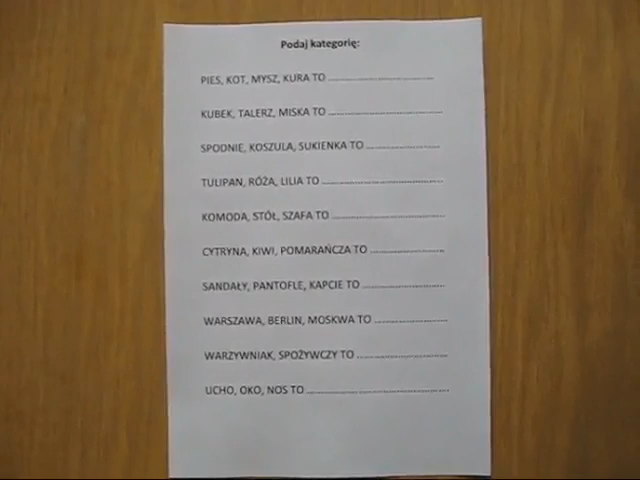 Podaj kategorię:
PIES, KOT, MYSZ, KURA TO ..............................
KUBEK, TALERZ, MISKA TO ..............................
SPODNIE, KOSZULA, SUKIENKA TO ..............................
TULIPAN, RÓŻA, LILIA TO ..............................
KOMODA, STÓŁ, SZAFA TO ..............................
CYTRYNA, KIWI, POMARAŃCZA TO ..............................
SANDAŁY, PANTOFLE, KAPCIE TO ..............................
WARSZAWA, BERLIN, MOSKWA TO ..............................
WARZYWNIAK, SPOŻYWCZY TO ..............................
UCHO, OKO, NOS TO ..............................